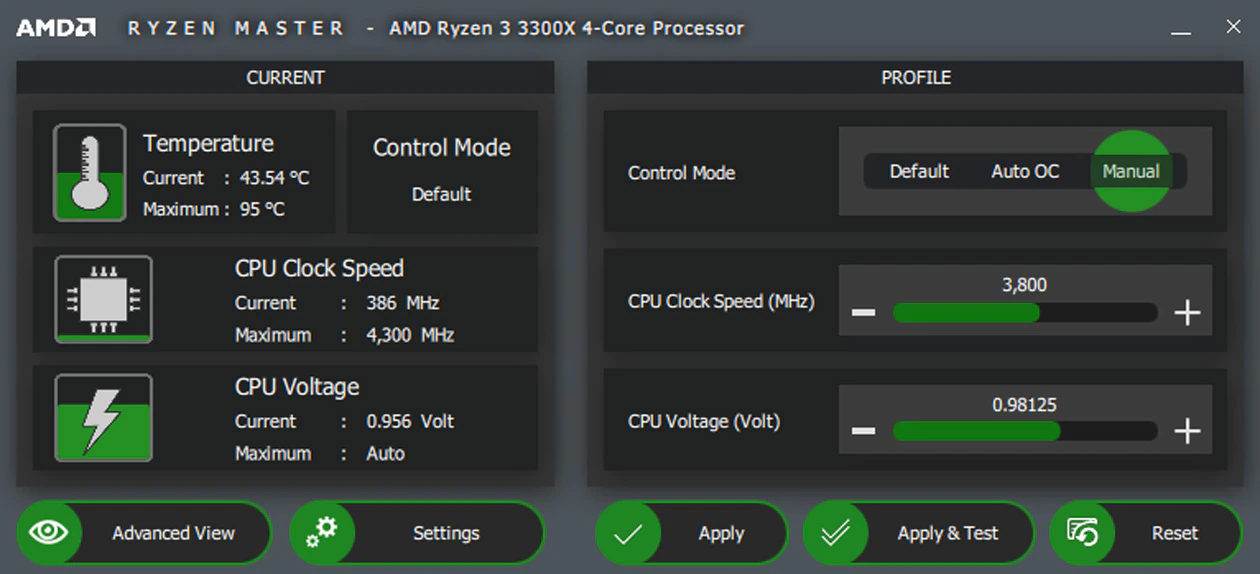 AMD RYZEN MASTER - AMD Ryzen 3 3300X 4-Core Processor
CURRENT
Temperature
Current : 43.54 °C
Maximum : 95 °C
Control Mode
Default
CPU Clock Speed
Current : 386 MHz
Maximum : 4,300 MHz
CPU Voltage
Current : 0.956 Volt
Maximum : Auto
PROFILE
Control Mode
Default Auto OC Manual
CPU Clock Speed (MHz)
3,800
CPU Voltage (Volt)
0.98125
Advanced View
Settings
Apply
Apply & Test
Reset